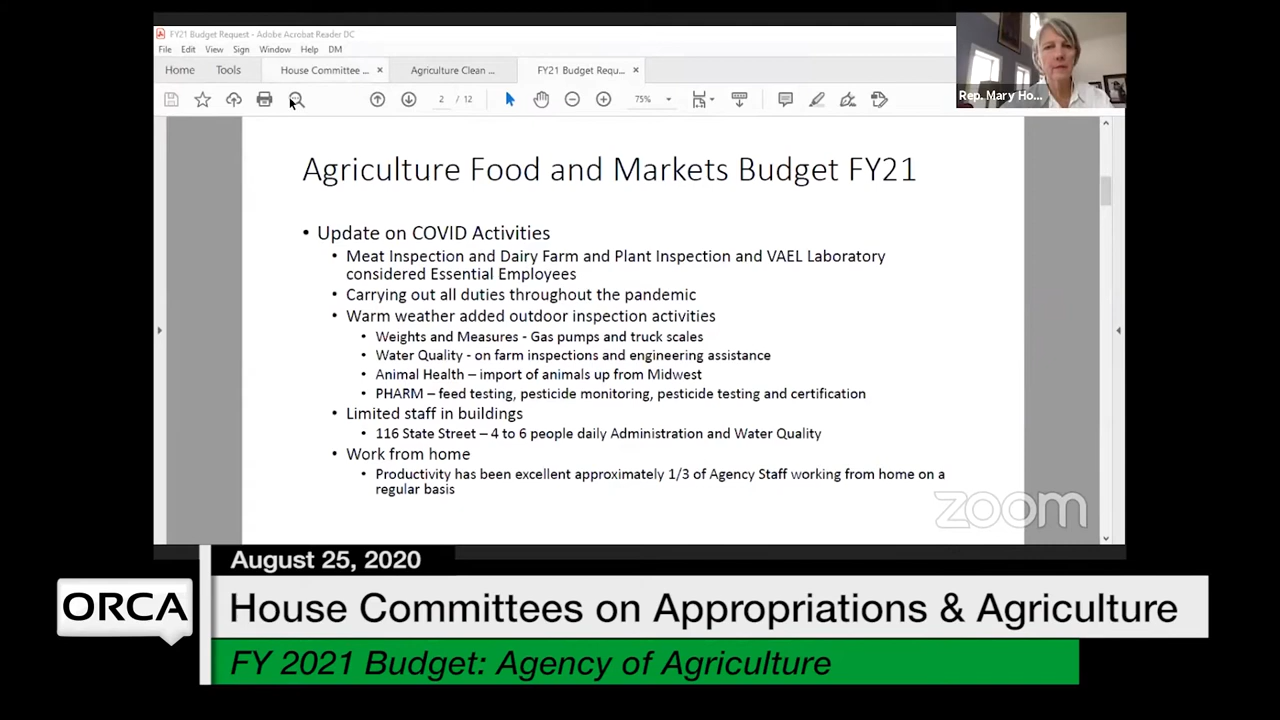 FY21 Budget Request - Adobe Acrobat Reader DC
File Edit View Sign Window Help DM
Home Tools House Committee ... × Agriculture Clean ... FY21 Budget Requ... ×
2 / 12 75%
Rep. Mary Ho...
Agriculture Food and Markets Budget FY21
• Update on COVID Activities
• Meat Inspection and Dairy Farm and Plant Inspection and VAEL Laboratory
considered Essential Employees
• Carrying out all duties throughout the pandemic
• Warm weather added outdoor inspection activities
• Weights and Measures - Gas pumps and truck scales
• Water Quality - on farm inspections and engineering assistance
• Animal Health – import of animals up from Midwest
• PHARM – feed testing, pesticide monitoring, pesticide testing and certification
• Limited staff in buildings
• 116 State Street – 4 to 6 people daily Administration and Water Quality
• Work from home
• Productivity has been excellent approximately 1/3 of Agency Staff working from home on a
regular basis
zoom
August 25, 2020
ORCA
House Committees on Appropriations & Agriculture
FY 2021 Budget: Agency of Agriculture